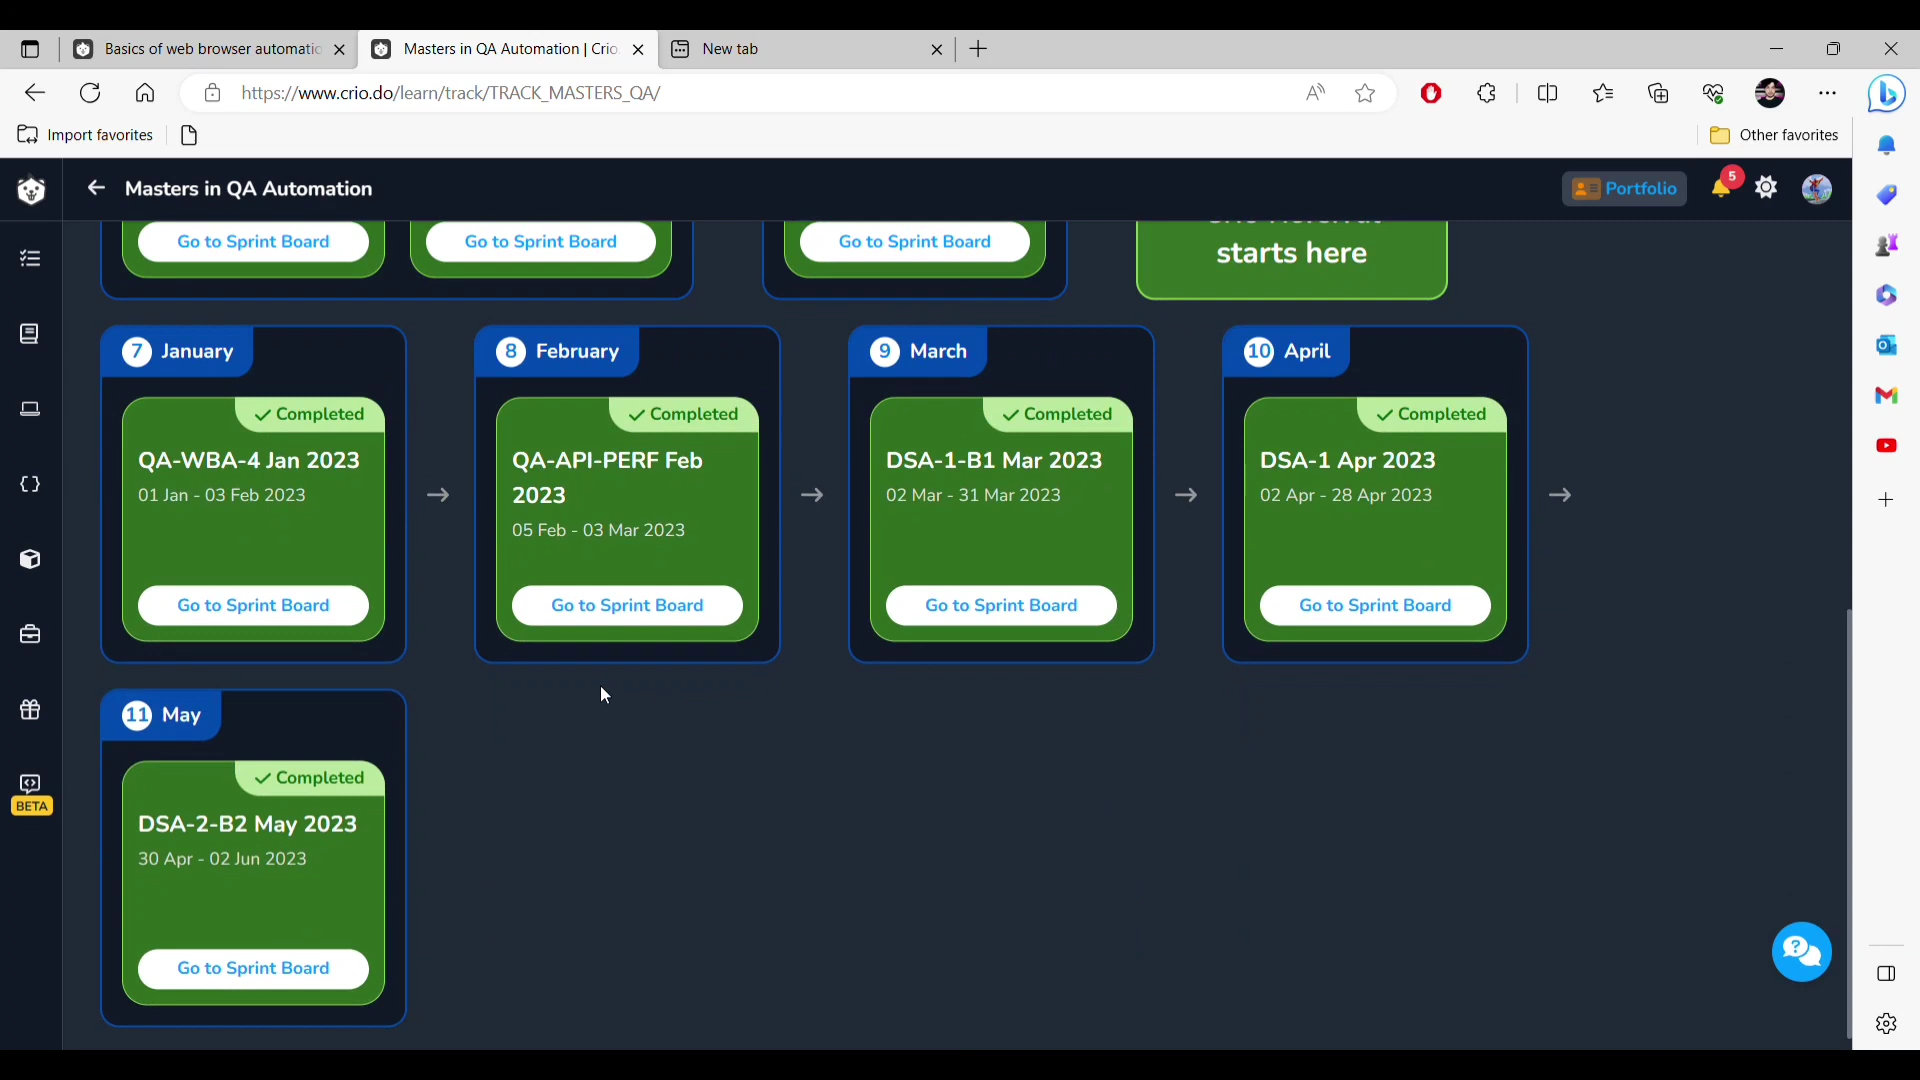 Basics of web browser automatic
Masters in QA Automation | Crio
New tab
https://www.crio.do/learn/track/TRACK_MASTERS_QA/
Import favorites
Other favorites
Masters in QA Automation
Portfolio
5
Go to Sprint Board
Go to Sprint Board
Go to Sprint Board
starts here
7 January
8 February
9 March
10 April
Completed
Completed
Completed
Completed
QA-WBA-4 Jan 2023
01 Jan - 03 Feb 2023
QA-API-PERF Feb
2023
05 Feb - 03 Mar 2023
DSA-1-B1 Mar 2023
02 Mar - 31 Mar 2023
DSA-1 Apr 2023
02 Apr - 28 Apr 2023
Go to Sprint Board
Go to Sprint Board
Go to Sprint Board
Go to Sprint Board
11 May
Completed
DSA-2-B2 May 2023
30 Apr - 02 Jun 2023
Go to Sprint Board
BETA